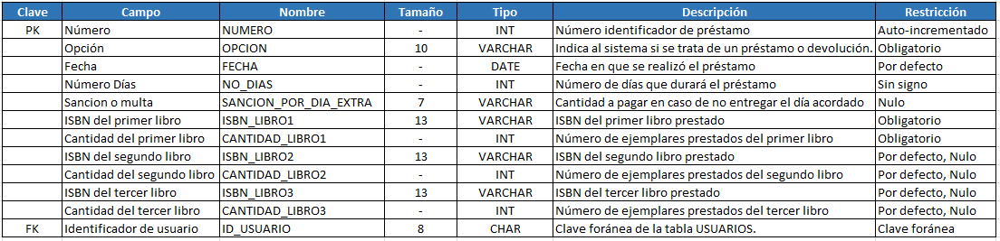 Clave Campo Nombre Tamaño Tipo Descripción Restricción
PK Número NUMERO - INT Número identificador de préstamo Auto-incrementado
Opción OPCION 10 VARCHAR Indica al sistema si se trata de un préstamo o devolución. Obligatorio
Fecha FECHA - DATE Fecha en que se realizó el préstamo Por defecto
Número Días NO_DIAS - INT Número de días que durará el préstamo Sin signo
Sancion o multa SANCION_POR_DIA_EXTRA 7 VARCHAR Cantidad a pagar en caso de no entregar el día acordado Nulo
ISBN del primer libro ISBN_LIBRO1 13 VARCHAR ISBN del primer libro prestado Obligatorio
Cantidad del primer libro CANTIDAD_LIBRO1 - INT Número de ejemplares prestados del primer libro Obligatorio
ISBN del segundo libro ISBN_LIBRO2 13 VARCHAR ISBN del segundo libro prestado Por defecto, Nulo
Cantidad del segundo libro CANTIDAD_LIBRO2 - INT Número de ejemplares prestados del segundo libro Por defecto, Nulo
ISBN del tercer libro ISBN_LIBRO3 13 VARCHAR ISBN del tercer libro prestado Por defecto, Nulo
Cantidad del tercer libro CANTIDAD_LIBRO3 - INT Número de ejemplares prestados del tercer libro Por defecto, Nulo
FK Identificador de usuario ID_USUARIO 8 CHAR Clave foránea de la tabla USUARIOS. Clave foránea